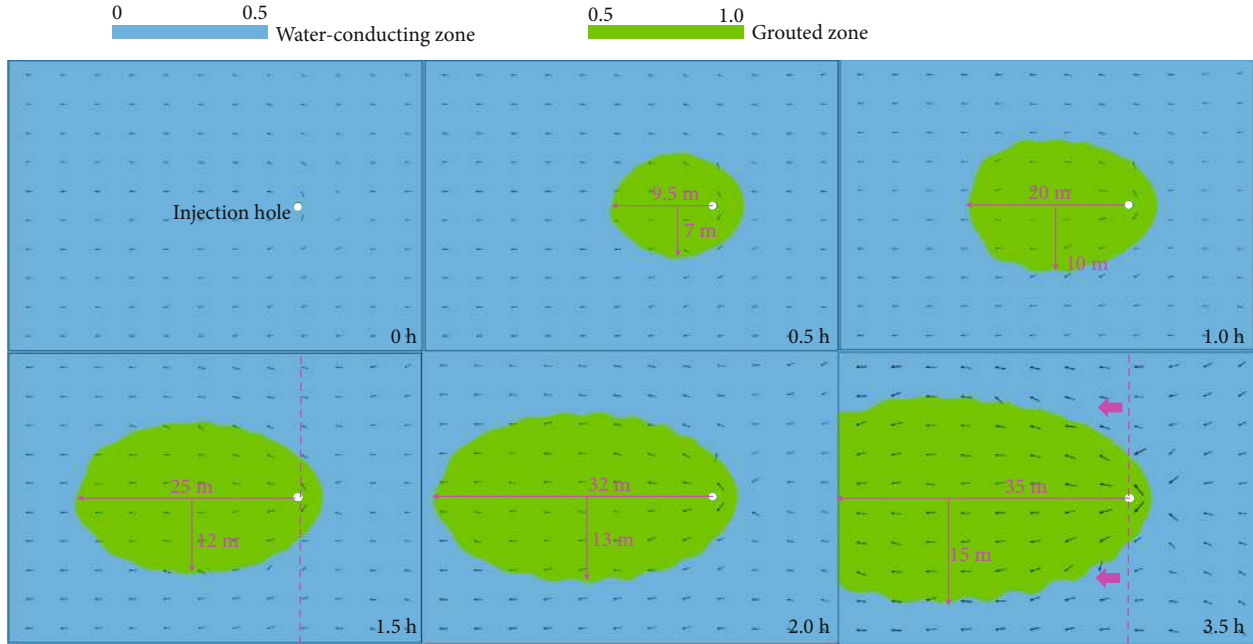 0 0.5 Water-conducting zone
0.5 1.0 Grouted zone
Injection hole
0 h
9.5 m
7 m
0.5 h
20 m
10 m
1.0 h
25 m
12 m
1.5 h
32 m
13 m
2.0 h
35 m
15 m
3.5 h